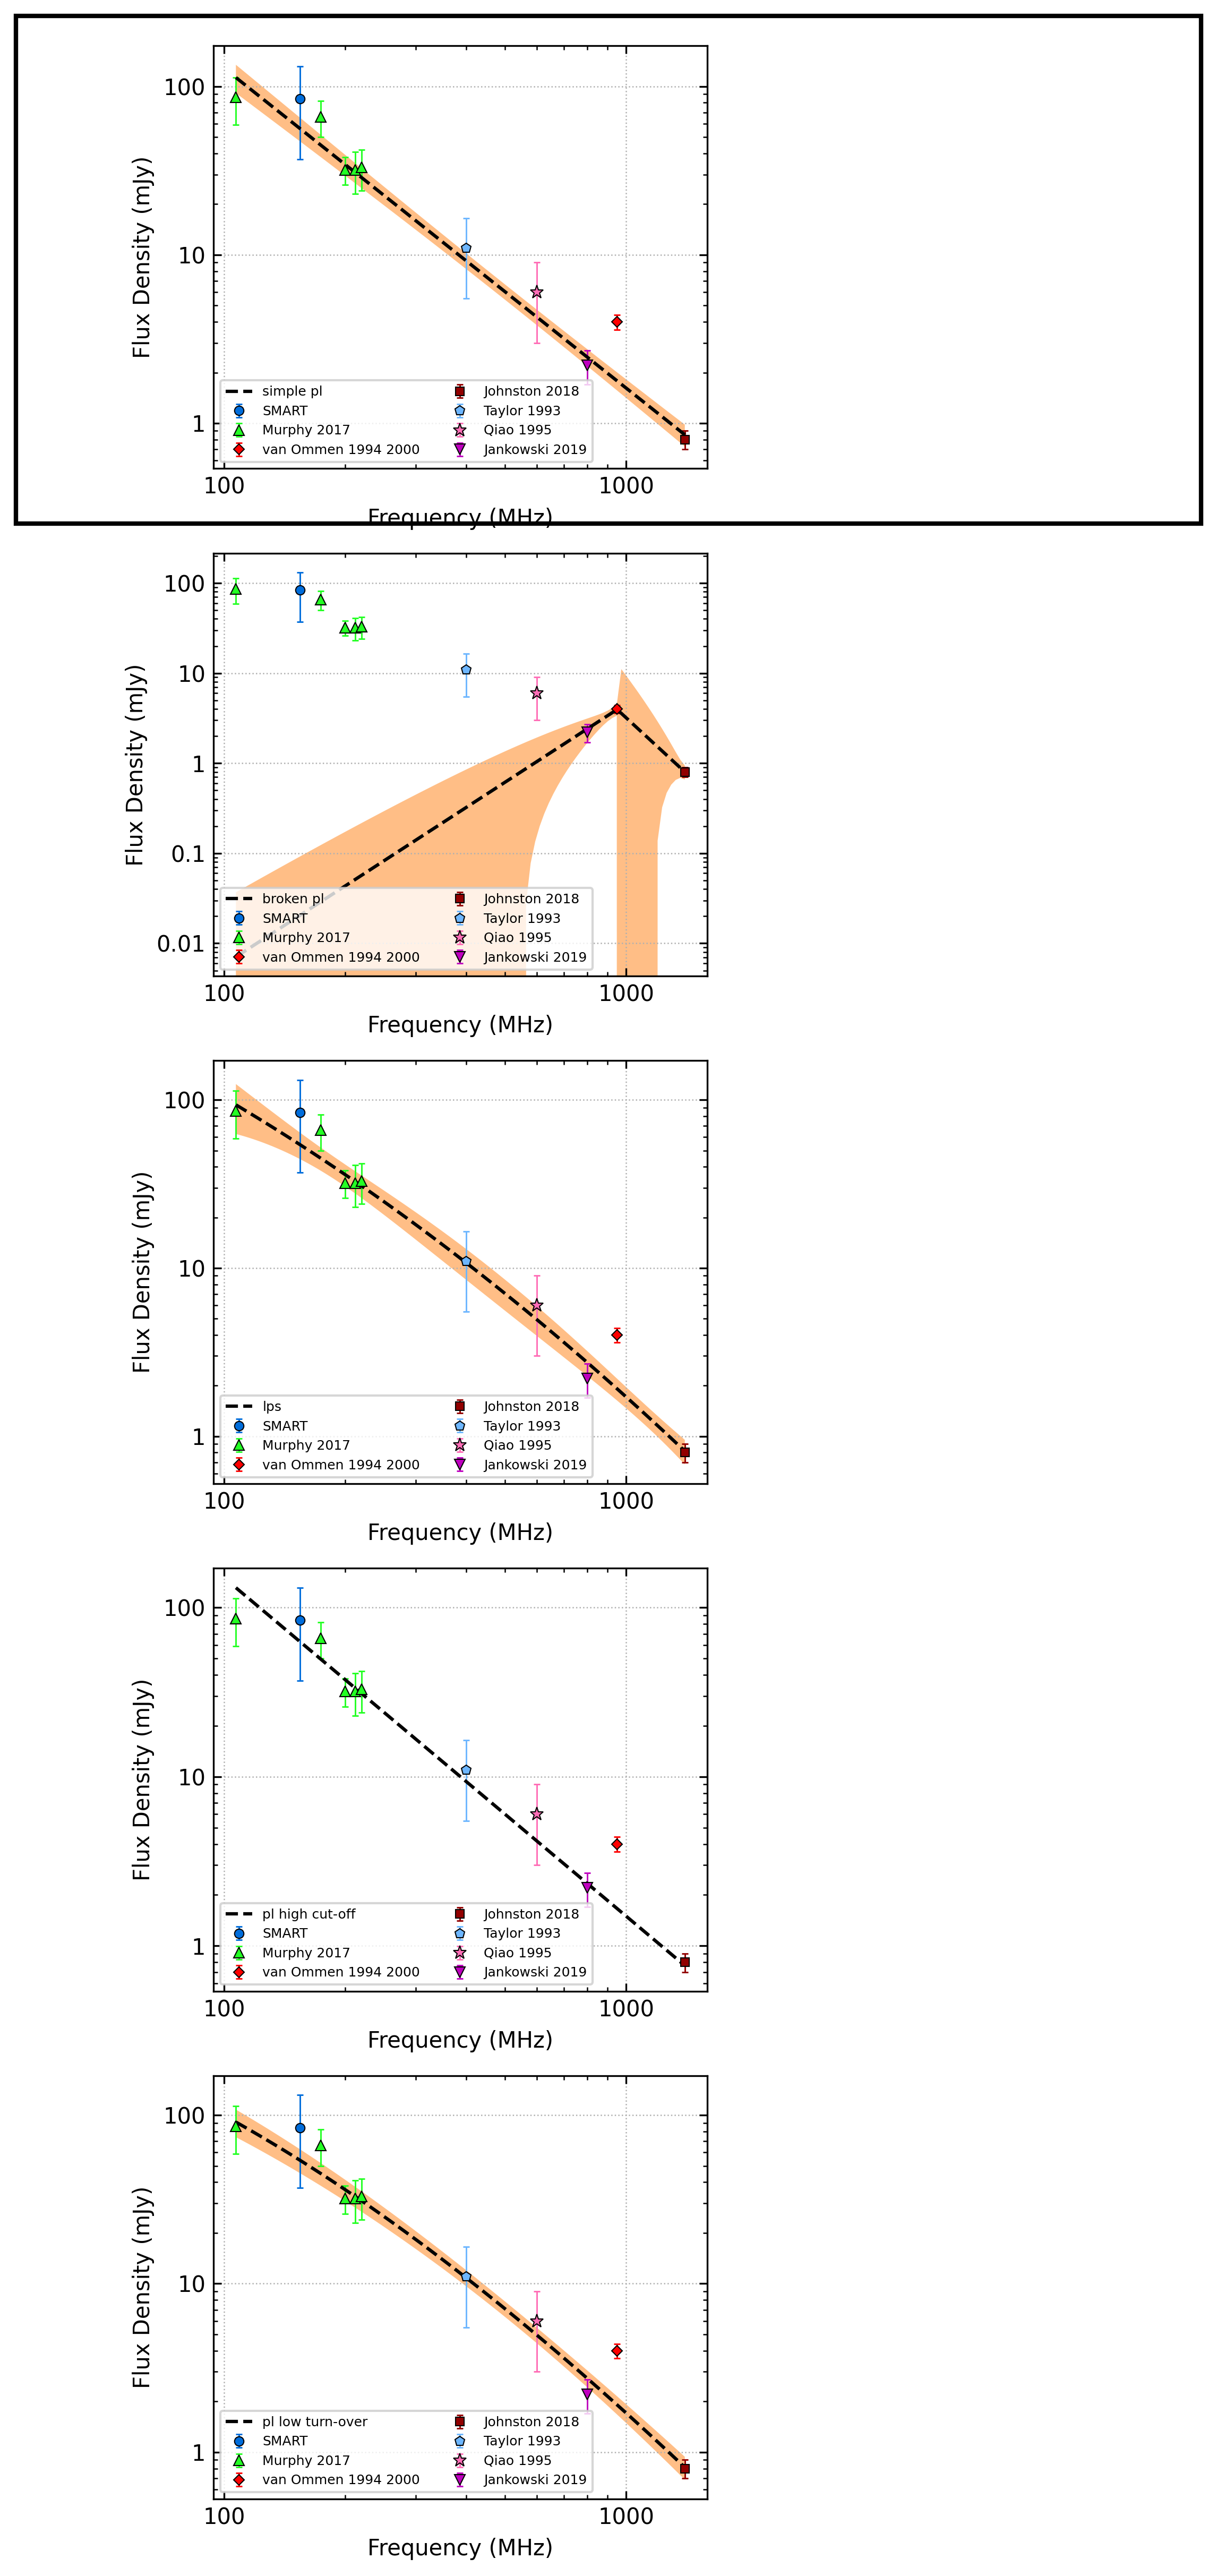 100
10
1
Flux Density (mJy)
simple pl
SMART
Murphy 2017
van Ommen 1994 2000
Johnston 2018
Taylor 1993
Qiao 1995
Jankowski 2019
100
1000
Frequency (MHz)
100
10
1
0.1
0.01
Flux Density (mJy)
broken pl
SMART
Murphy 2017
van Ommen 1994 2000
Johnston 2018
Taylor 1993
Qiao 1995
Jankowski 2019
100
1000
Frequency (MHz)
100
10
1
Flux Density (mJy)
lps
SMART
Murphy 2017
van Ommen 1994 2000
Johnston 2018
Taylor 1993
Qiao 1995
Jankowski 2019
100
1000
Frequency (MHz)
100
10
1
Flux Density (mJy)
pl high cut-off
SMART
Murphy 2017
van Ommen 1994 2000
Johnston 2018
Taylor 1993
Qiao 1995
Jankowski 2019
100
1000
Frequency (MHz)
100
10
1
Flux Density (mJy)
pl low turn-over
SMART
Murphy 2017
van Ommen 1994 2000
Johnston 2018
Taylor 1993
Qiao 1995
Jankowski 2019
100
1000
Frequency (MHz)